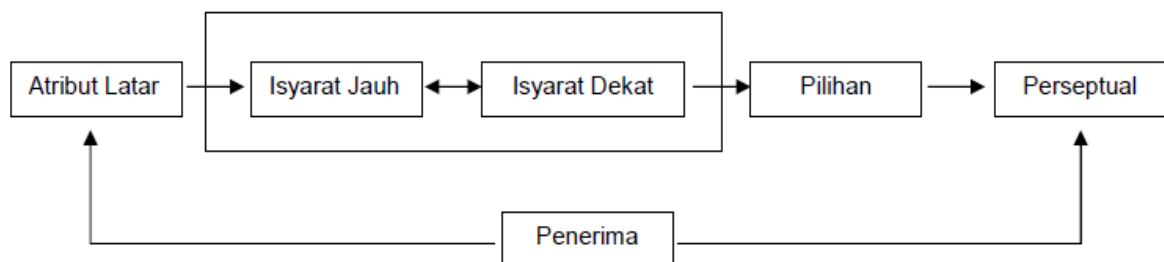 Atribut Latar
Isyarat Jauh
Isyarat Dekat
Pilihan
Perseptual
Penerima